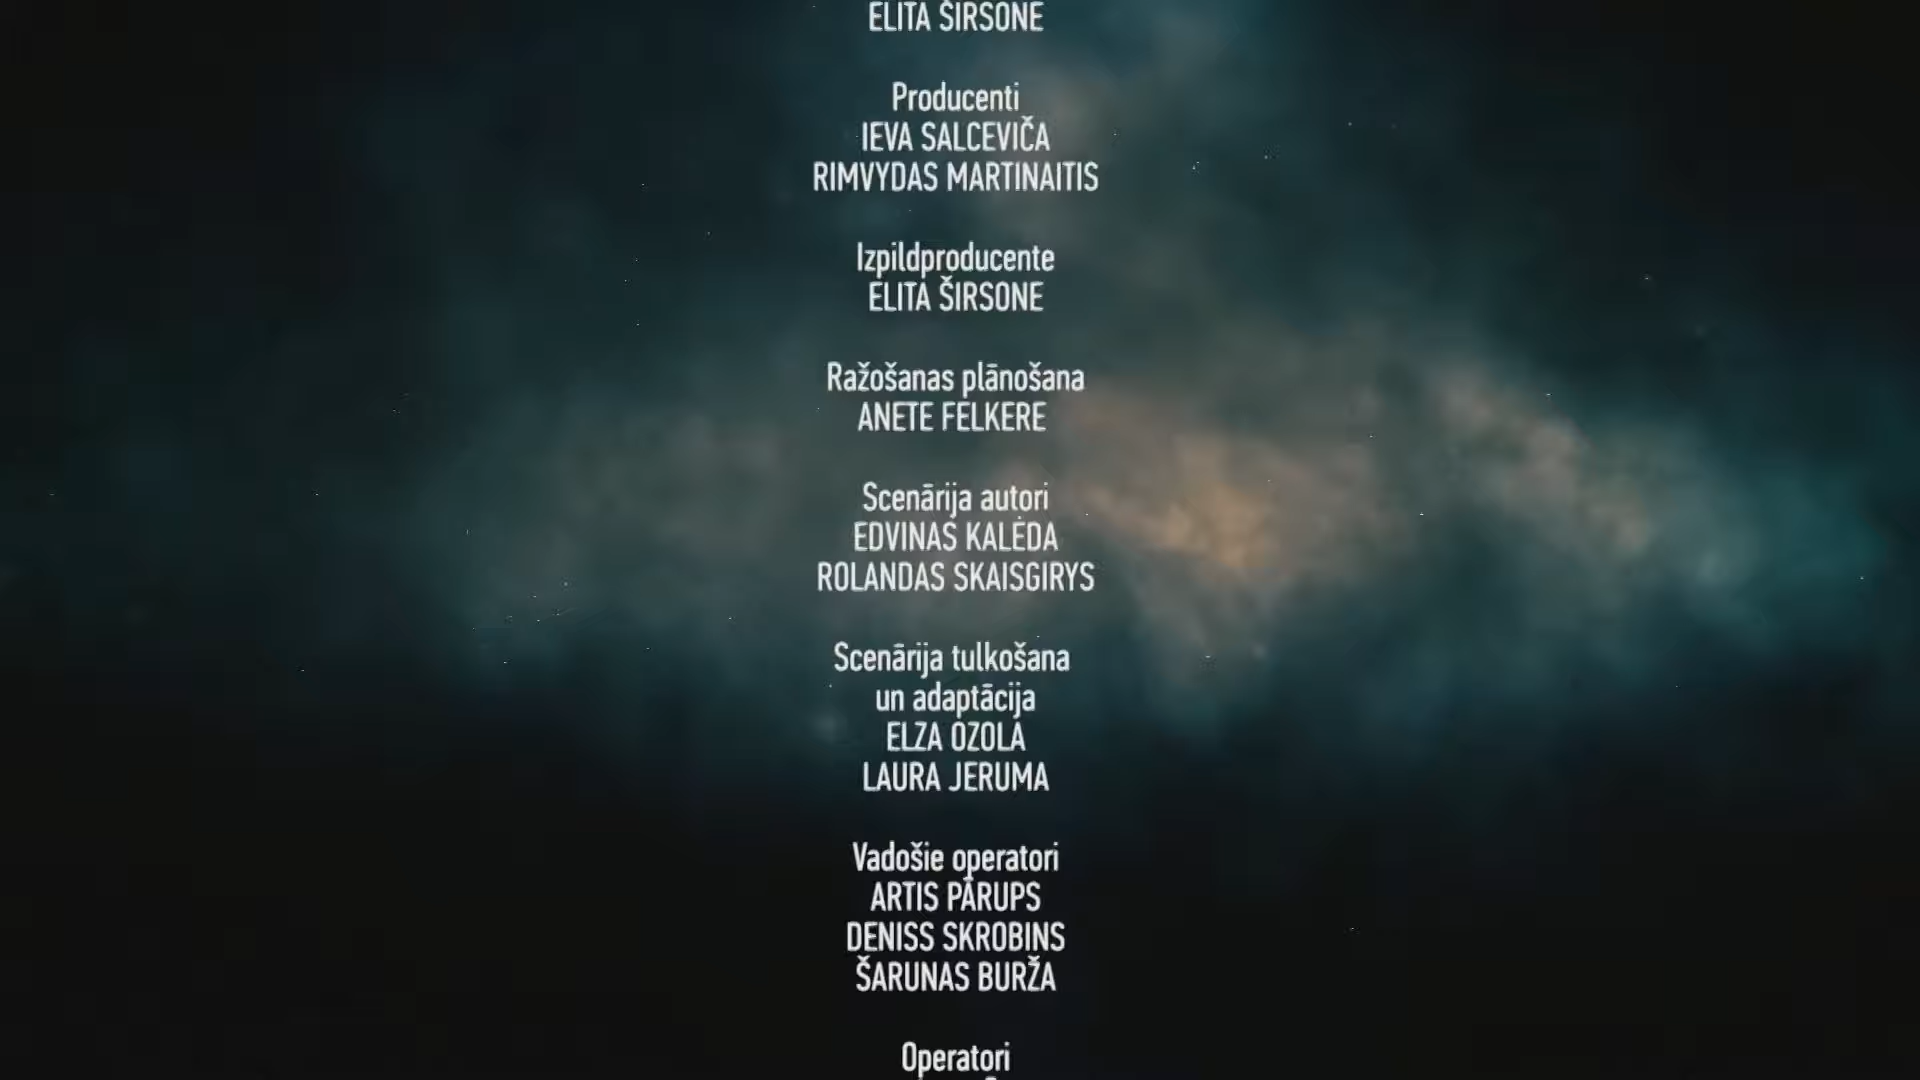 ELITA ŠIRSONE
Producenti
IEVA SALCEVIČA
RIMVYDAS MARTINAITIS
Izpildproducente
ELITA ŠIRSONE
Ražošanas plānošana
ANETE FELKERE
Scenārija autori
EDVINAS KALĖDA
ROLANDAS SKAISGIRYS
Scenārija tulkošana
un adaptācija
ELZA OZOLA
LAURA JERUMA
Vadošie operatori
ARTIS PĀRUPS
DENISS SKROBINS
ŠARUNAS BURŽA
Operatori